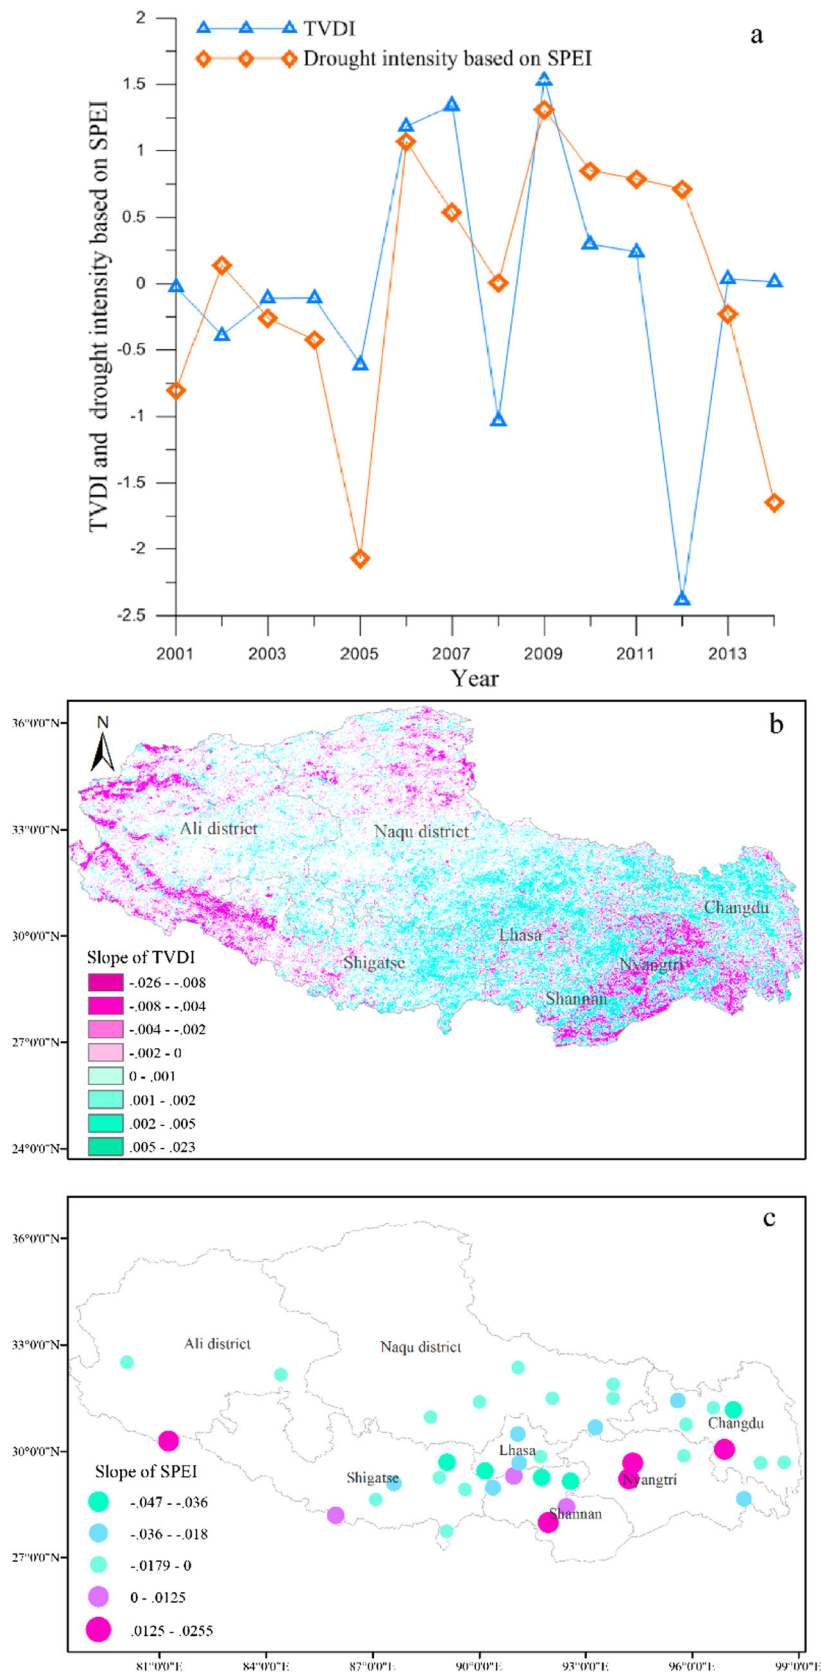 a
TVDI
Drought intensity based on SPEI
TVDI and drought intensity based on SPEI
2
1.5
1
0.5
0
-0.5
-1
-1.5
-2
-2.5
2001 2003 2005 2007 2009 2011 2013
Year
b
N
36°0'0"N
33°0'0"N
30°0'0"N
27°0'0"N
24°0'0"N
Ali district
Naqu district
Changdu
Lhasa
Shigatse
Nyangtri
Shannan
Slope of TVDI
-.026 - -.008
-.008 - -.004
-.004 - -.002
-.002 - 0
0 - .001
.001 - .002
.002 - .005
.005 - .023
c
36°0'0"N
33°0'0"N
30°0'0"N
27°0'0"N
Ali district
Naqu district
Changdu
Lhasa
Shigatse
Nyangtri
Shannan
Slope of SPEI
-.047 - -.036
-.036 - -.018
-.0179 - 0
0 - .0125
.0125 - .0255
81°0'0"E 84°0'0"E 87°0'0"E 90°0'0"E 93°0'0"E 96°0'0"E 99°0'0"E